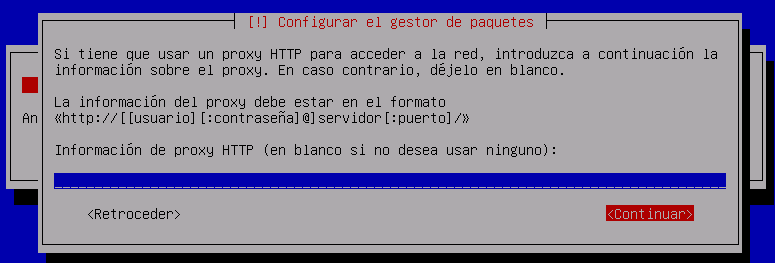 [!] Configurar el gestor de paquetes
Si tiene que usar un proxy HTTP para acceder a la red, introduzca a continuación la
información sobre el proxy. En caso contrario, déjelo en blanco.
La información del proxy debe estar en el formato
«http://[[usuario][:contraseña]@]servidor[:puerto]/»
An
Información de proxy HTTP (en blanco si no desea usar ninguno):
<Retroceder> <Continuar>